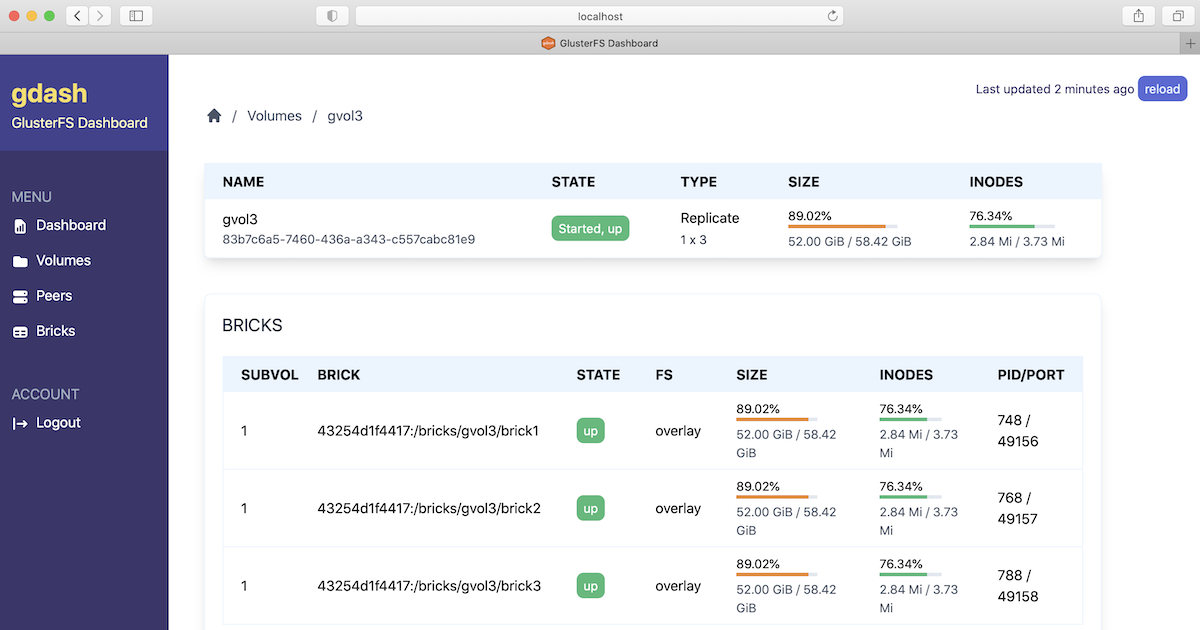 localhost
GlusterFS Dashboard
gdash
GlusterFS Dashboard
MENU
Dashboard
Volumes
Peers
Bricks
ACCOUNT
Logout
Last updated 2 minutes ago reload
/ Volumes / gvol3
NAME STATE TYPE SIZE INODES
gvol3 Started, up Replicate 89.02% 76.34%
83b7c6a5-7460-436a-a343-c557cabc81e9 1 x 3 52.00 GiB / 58.42 GiB 2.84 Mi / 3.73 Mi
BRICKS
SUBVOL BRICK STATE FS SIZE INODES PID/PORT
89.02% 76.34% 748 /
1 43254d1f4417:/bricks/gvol3/brick1 up overlay 52.00 GiB / 58.42 2.84 Mi / 3.73 49156
GiB Mi
89.02% 76.34% 768 /
1 43254d1f4417:/bricks/gvol3/brick2 up overlay 52.00 GiB / 58.42 2.84 Mi / 3.73 49157
GiB Mi
89.02% 76.34% 788 /
1 43254d1f4417:/bricks/gvol3/brick3 up overlay 52.00 GiB / 58.42 2.84 Mi / 3.73 49158
GiB Mi